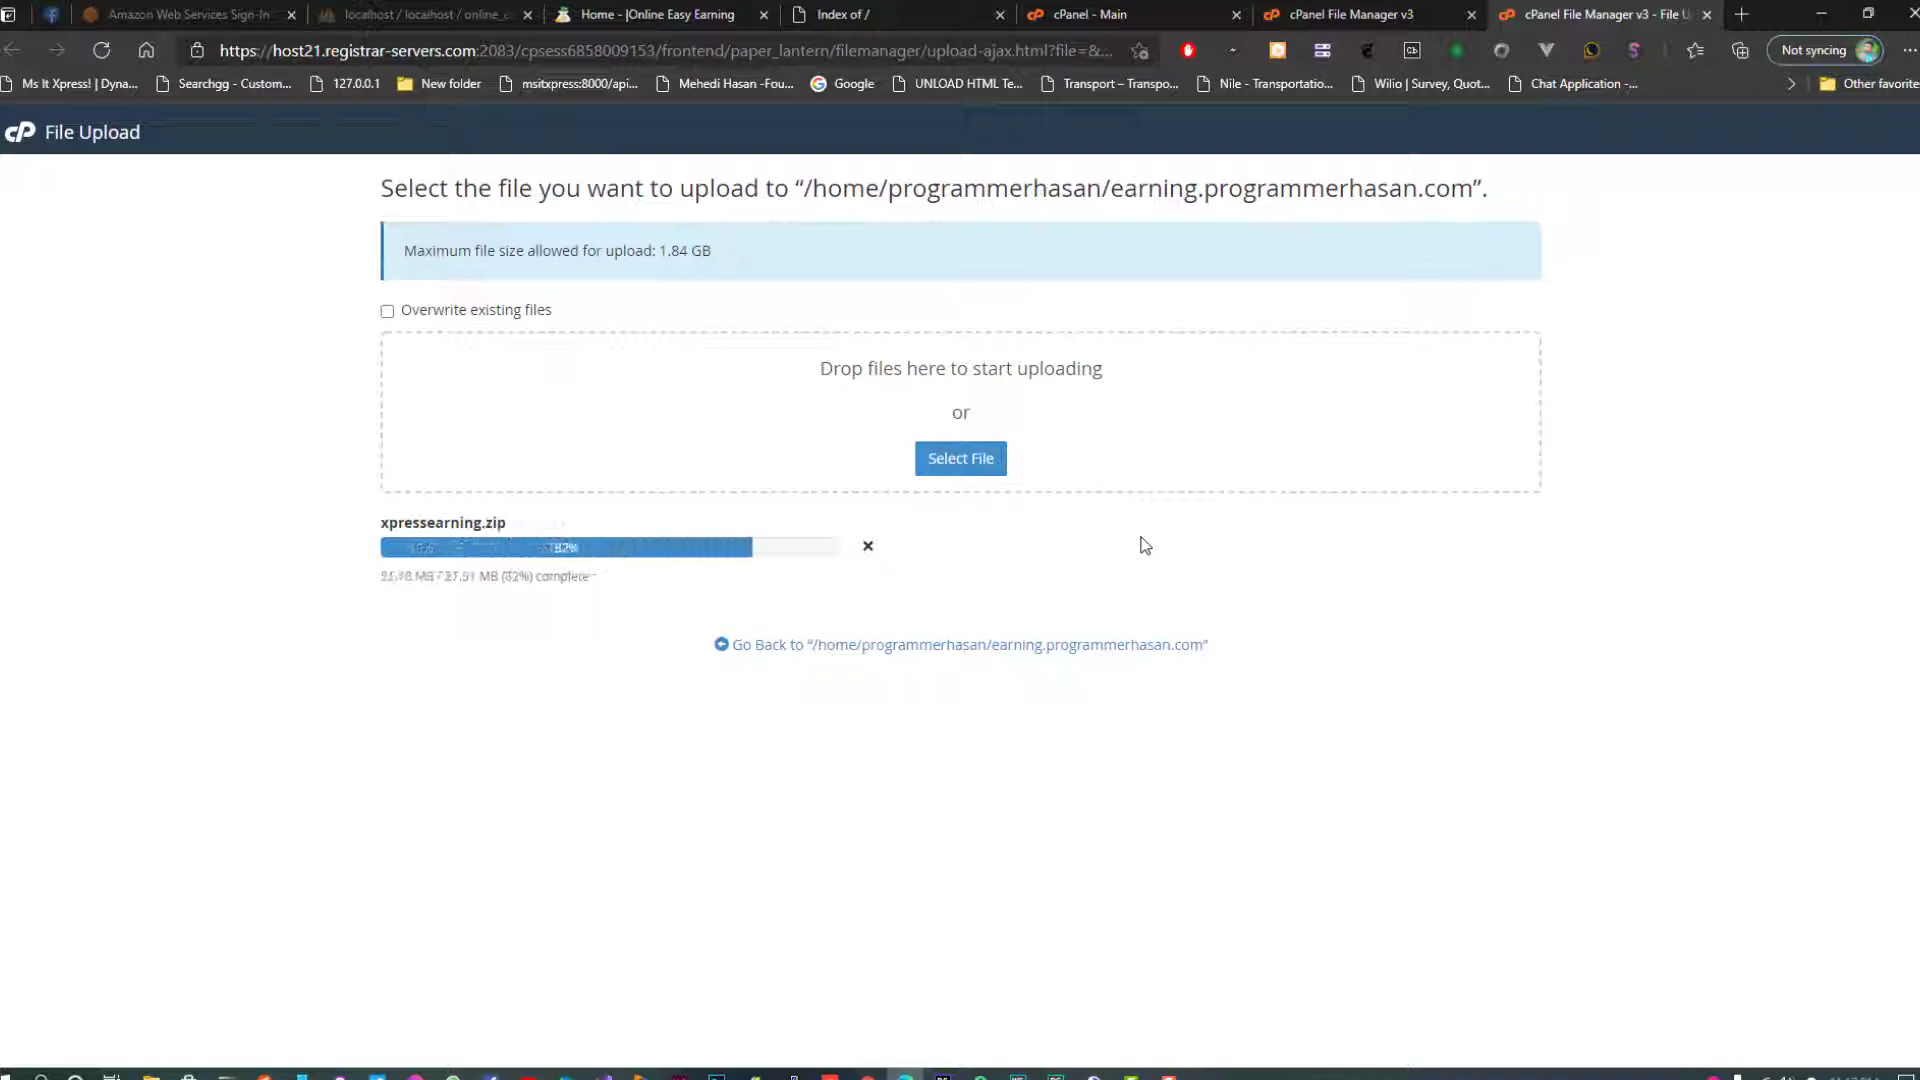 Amazon Web Services Sign-In
localhost / localhost / online_
Home - |Online Easy Earning
Index of /
cPanel - Main
cPanel File Manager v3
cPanel File Manager v3 - File U
https://host21.registrar-servers.com:2083/cpsess6858009153/frontend/paper_lantern/filemanager/upload-ajax.html?file=&...
Not syncing
Ms It Xpress! | Dyna...
Searchgg - Custom...
127.0.0.1
New folder
msitxpress:8000/api...
Mehedi Hasan -Fou...
Google
UNLOAD HTML Te...
Transport – Transpo...
Nile - Transportatio...
Wilio | Survey, Quot...
Chat Application -...
Other favorite
cP File Upload
Select the file you want to upload to “/home/programmerhasan/earning.programmerhasan.com”.
Maximum file size allowed for upload: 1.84 GB
Overwrite existing files
Drop files here to start uploading
or
Select File
xpressearning.zip
82%
MB (82%) complete
Go Back to “/home/programmerhasan/earning.programmerhasan.com”